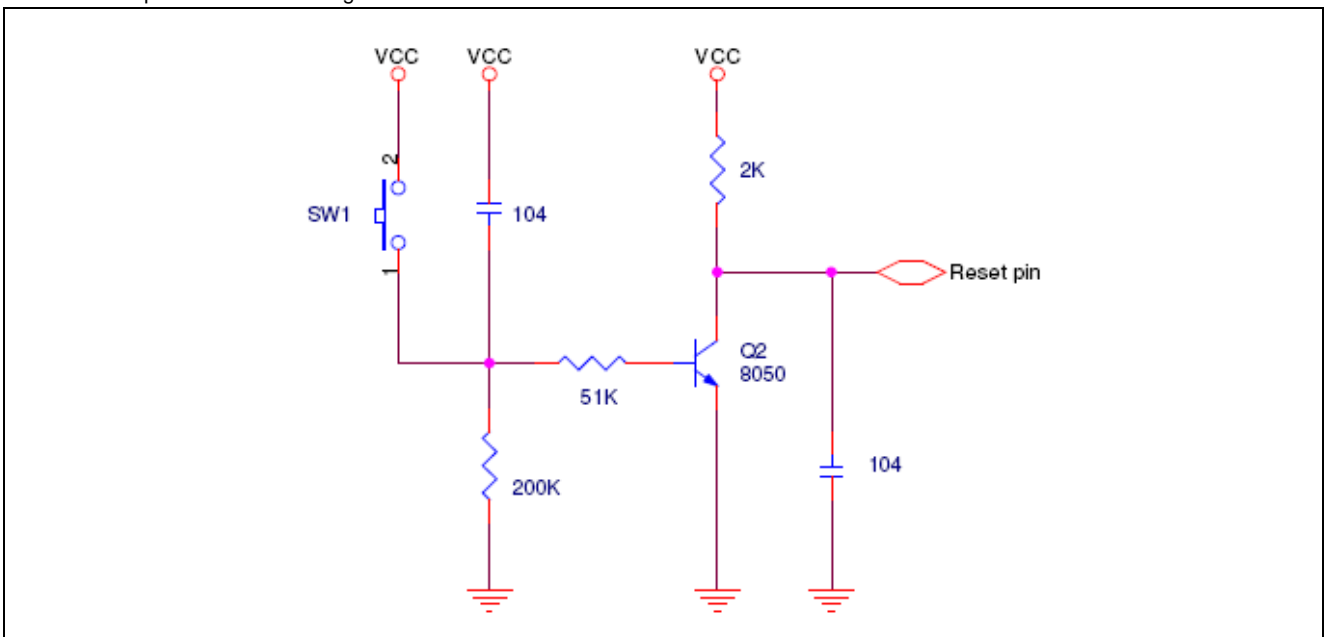 VCC VCC VCC
2
2K
SW1
104
1
Reset pin
Q2
8050
51K
104
200K